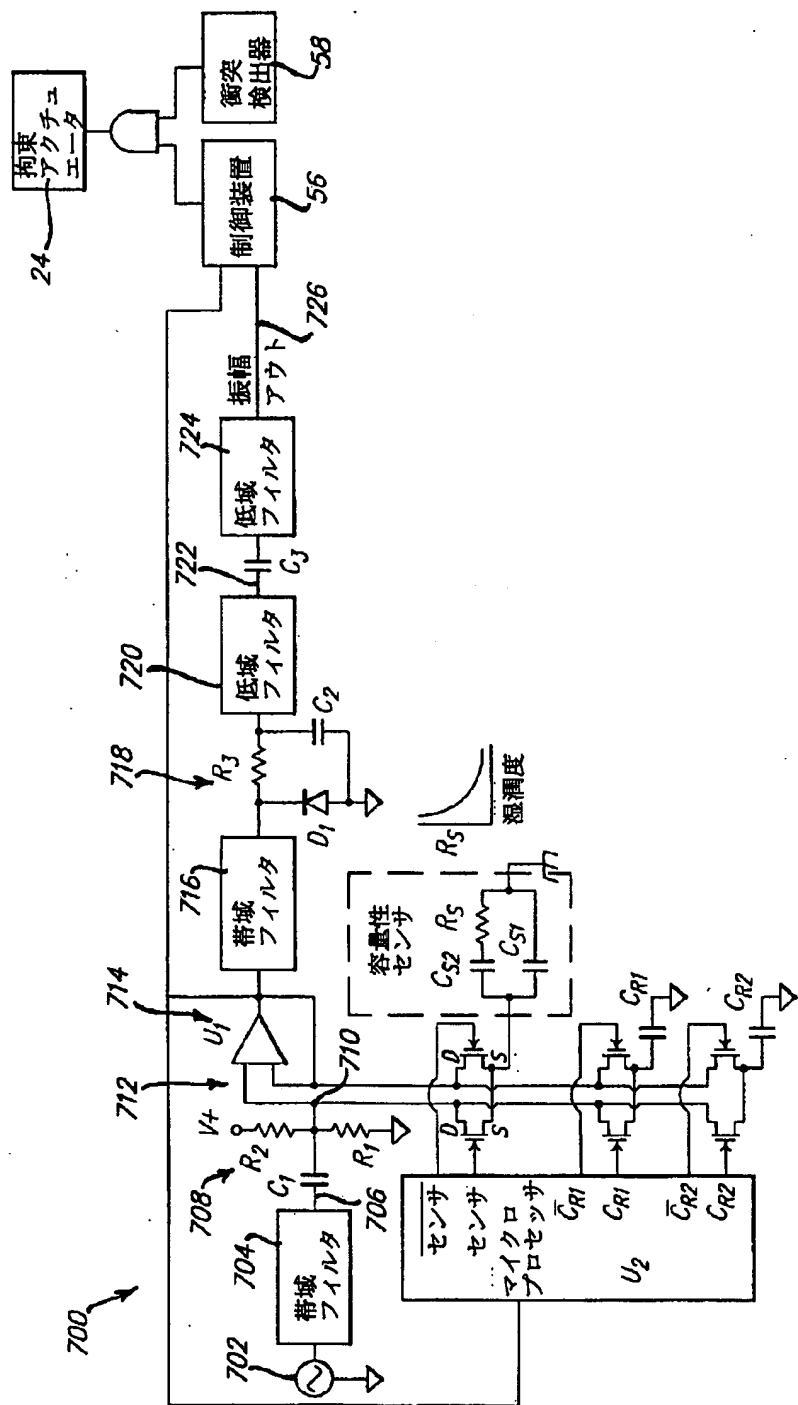 24
拘束
アクチュ
エータ
衝突
検出器
58
制御装置
56
726
振幅
アウト
724
低域
フィルタ
722
C3
720
低域
フィルタ
718
R3
C2
D1
716
帯域
フィルタ
714
U1
712
710
V+
708
R2
R1
C1
706
704
帯域
フィルタ
702
700
RS
湿潤度
容量性
センサ
CS2
RS
CS1
D
S
D
S
CR1
CR2
センサ
センサ
マイクロ
プロセッサ
C̅R1
CR1
C̅R2
CR2
U2